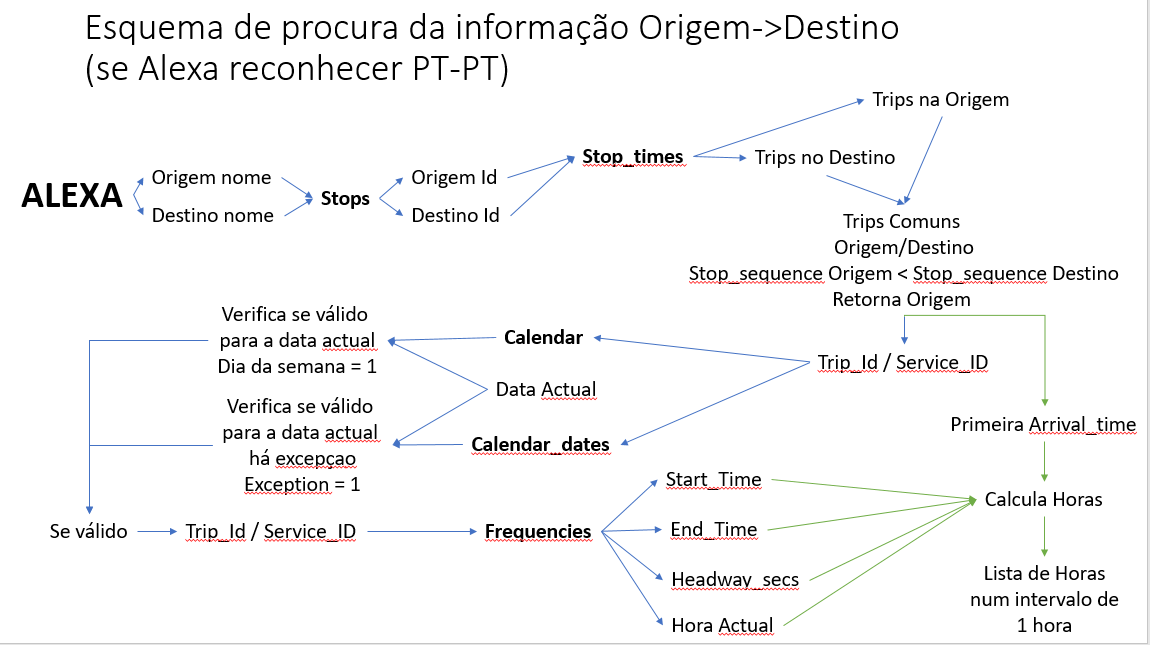 Esquema de procura da informação Origem->Destino
(se Alexa reconhecer PT-PT)
Trips na Origem
Stop_times
Trips no Destino
ALEXA
Origem nome
Destino nome
Stops
Origem Id
Destino Id
Trips Comuns
Origem/Destino
Stop_sequence Origem < Stop_sequence Destino
Retorna Origem
Verifica se válido
para a data actual
Dia da semana = 1
Calendar
Trip_Id / Service_ID
Data Actual
Verifica se válido
para a data actual
há excepçao
Exception = 1
Calendar_dates
Primeira Arrival_time
Se válido
Trip_Id / Service_ID
Frequencies
Start_Time
End_Time
Headway_secs
Hora Actual
Calcula Horas
Lista de Horas
num intervalo de
1 hora